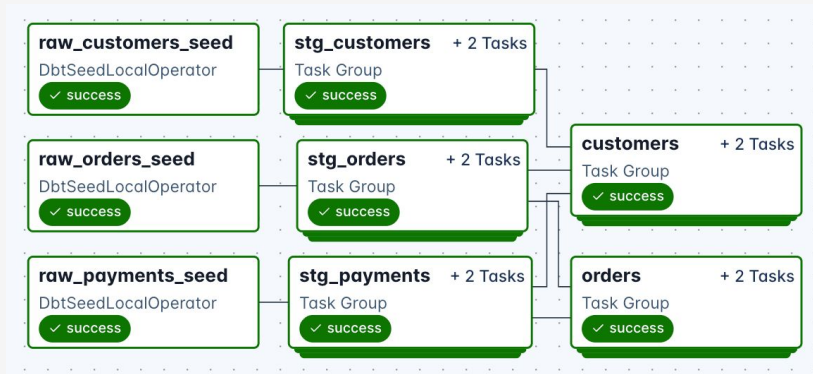 raw_customers_seed
DbtSeedLocalOperator
success
stg_customers + 2 Tasks
Task Group
success
raw_orders_seed
DbtSeedLocalOperator
success
stg_orders + 2 Tasks
Task Group
success
raw_payments_seed
DbtSeedLocalOperator
success
stg_payments + 2 Tasks
Task Group
success
customers + 2 Tasks
Task Group
success
orders + 2 Tasks
Task Group
success